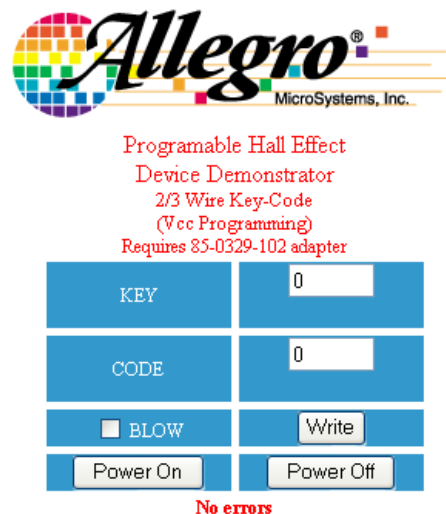 Allegro®
MicroSystems, Inc.
Programable Hall Effect
Device Demonstrator
2/3 Wire Key-Code
(Vcc Programming)
Requires 85-0329-102 adapter
KEY 0
CODE 0
BLOW Write
Power On Power Off
No errors